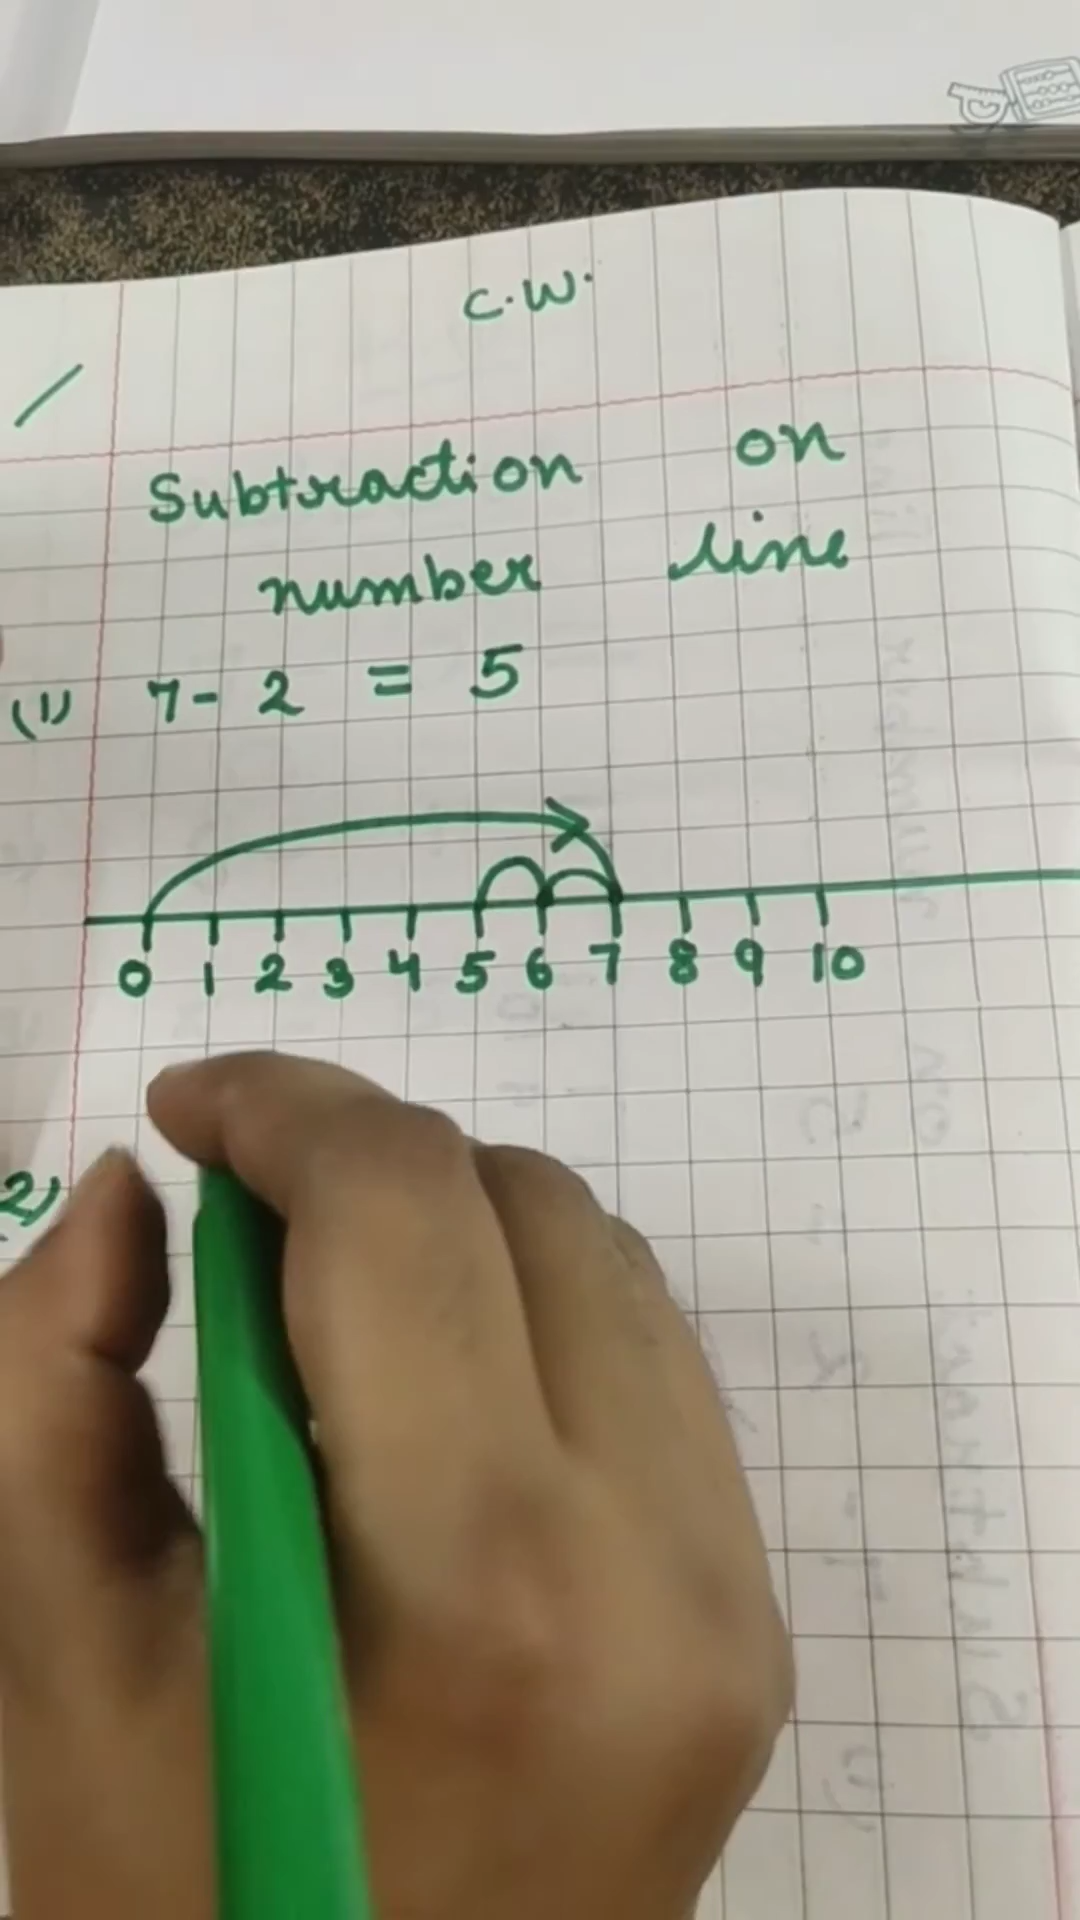 C.W.
Subtraction on
number line
(1) 7 - 2 = 5
0 1 2 3 4 5 6 7 8 9 10
(2)